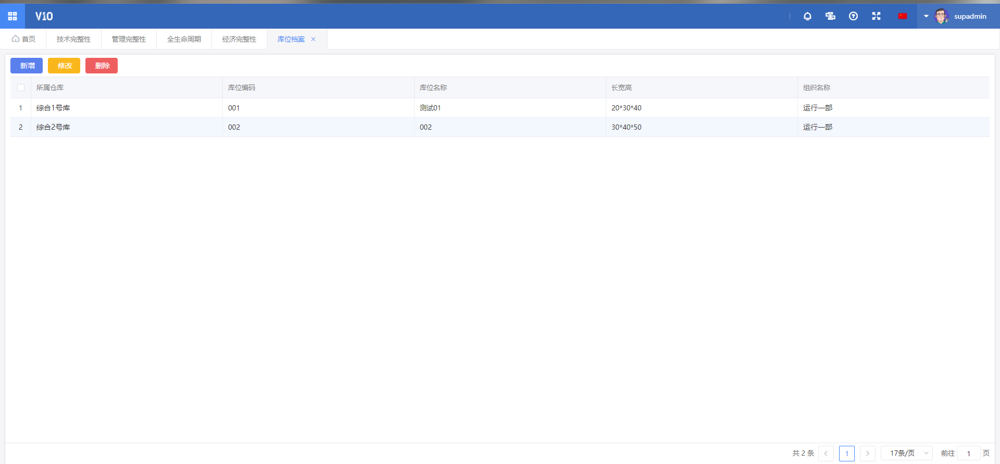 V10
supadmin
首页 技术完整性 管理完整性 全生命周期 经济完整性 库位档案
新增 修改 删除
所属仓库 库位编码 库位名称 长宽高 组织名称
1 综合1号库 001 测试01 20*30*40 运行一部
2 综合2号库 002 002 30*40*50 运行一部
共 2 条 1 17条/页 前往 1 页